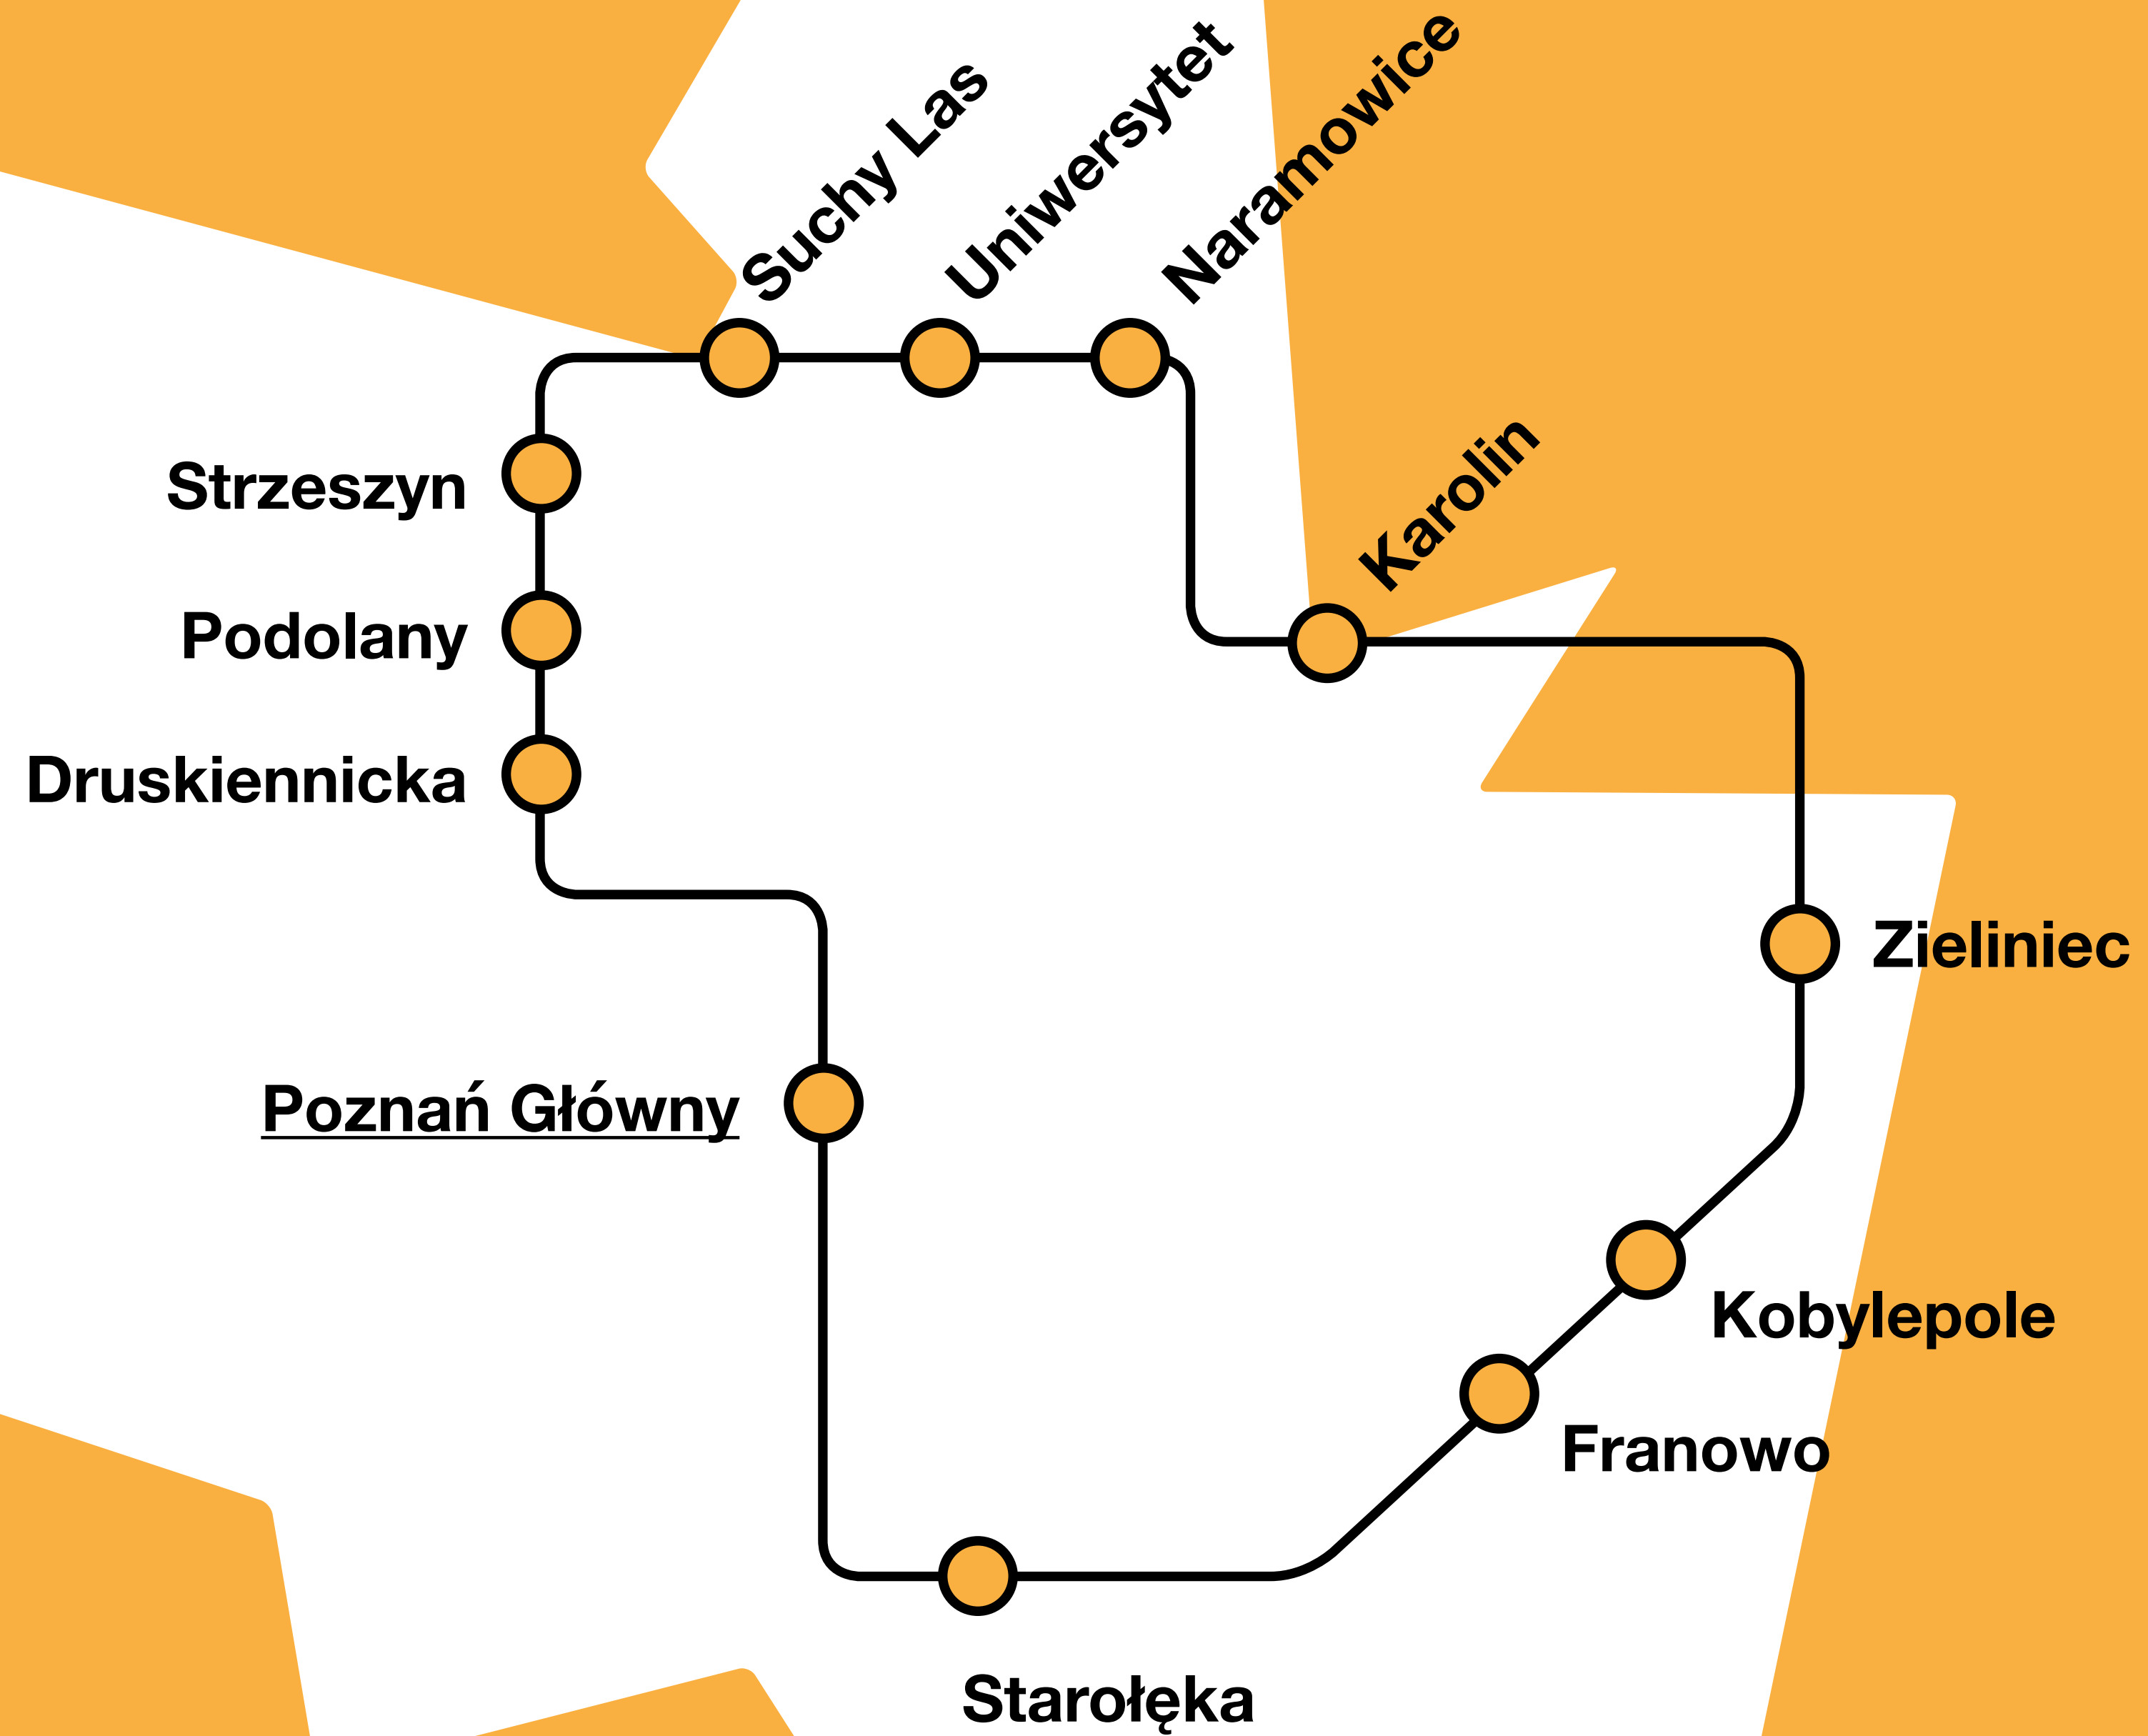 Suchy Las
Uniwersytet
Naramowice
Karolin
Strzeszyn
Podolany
Druskiennicka
Zieliniec
Poznań Główny
Kobylepole
Franowo
Starołęka